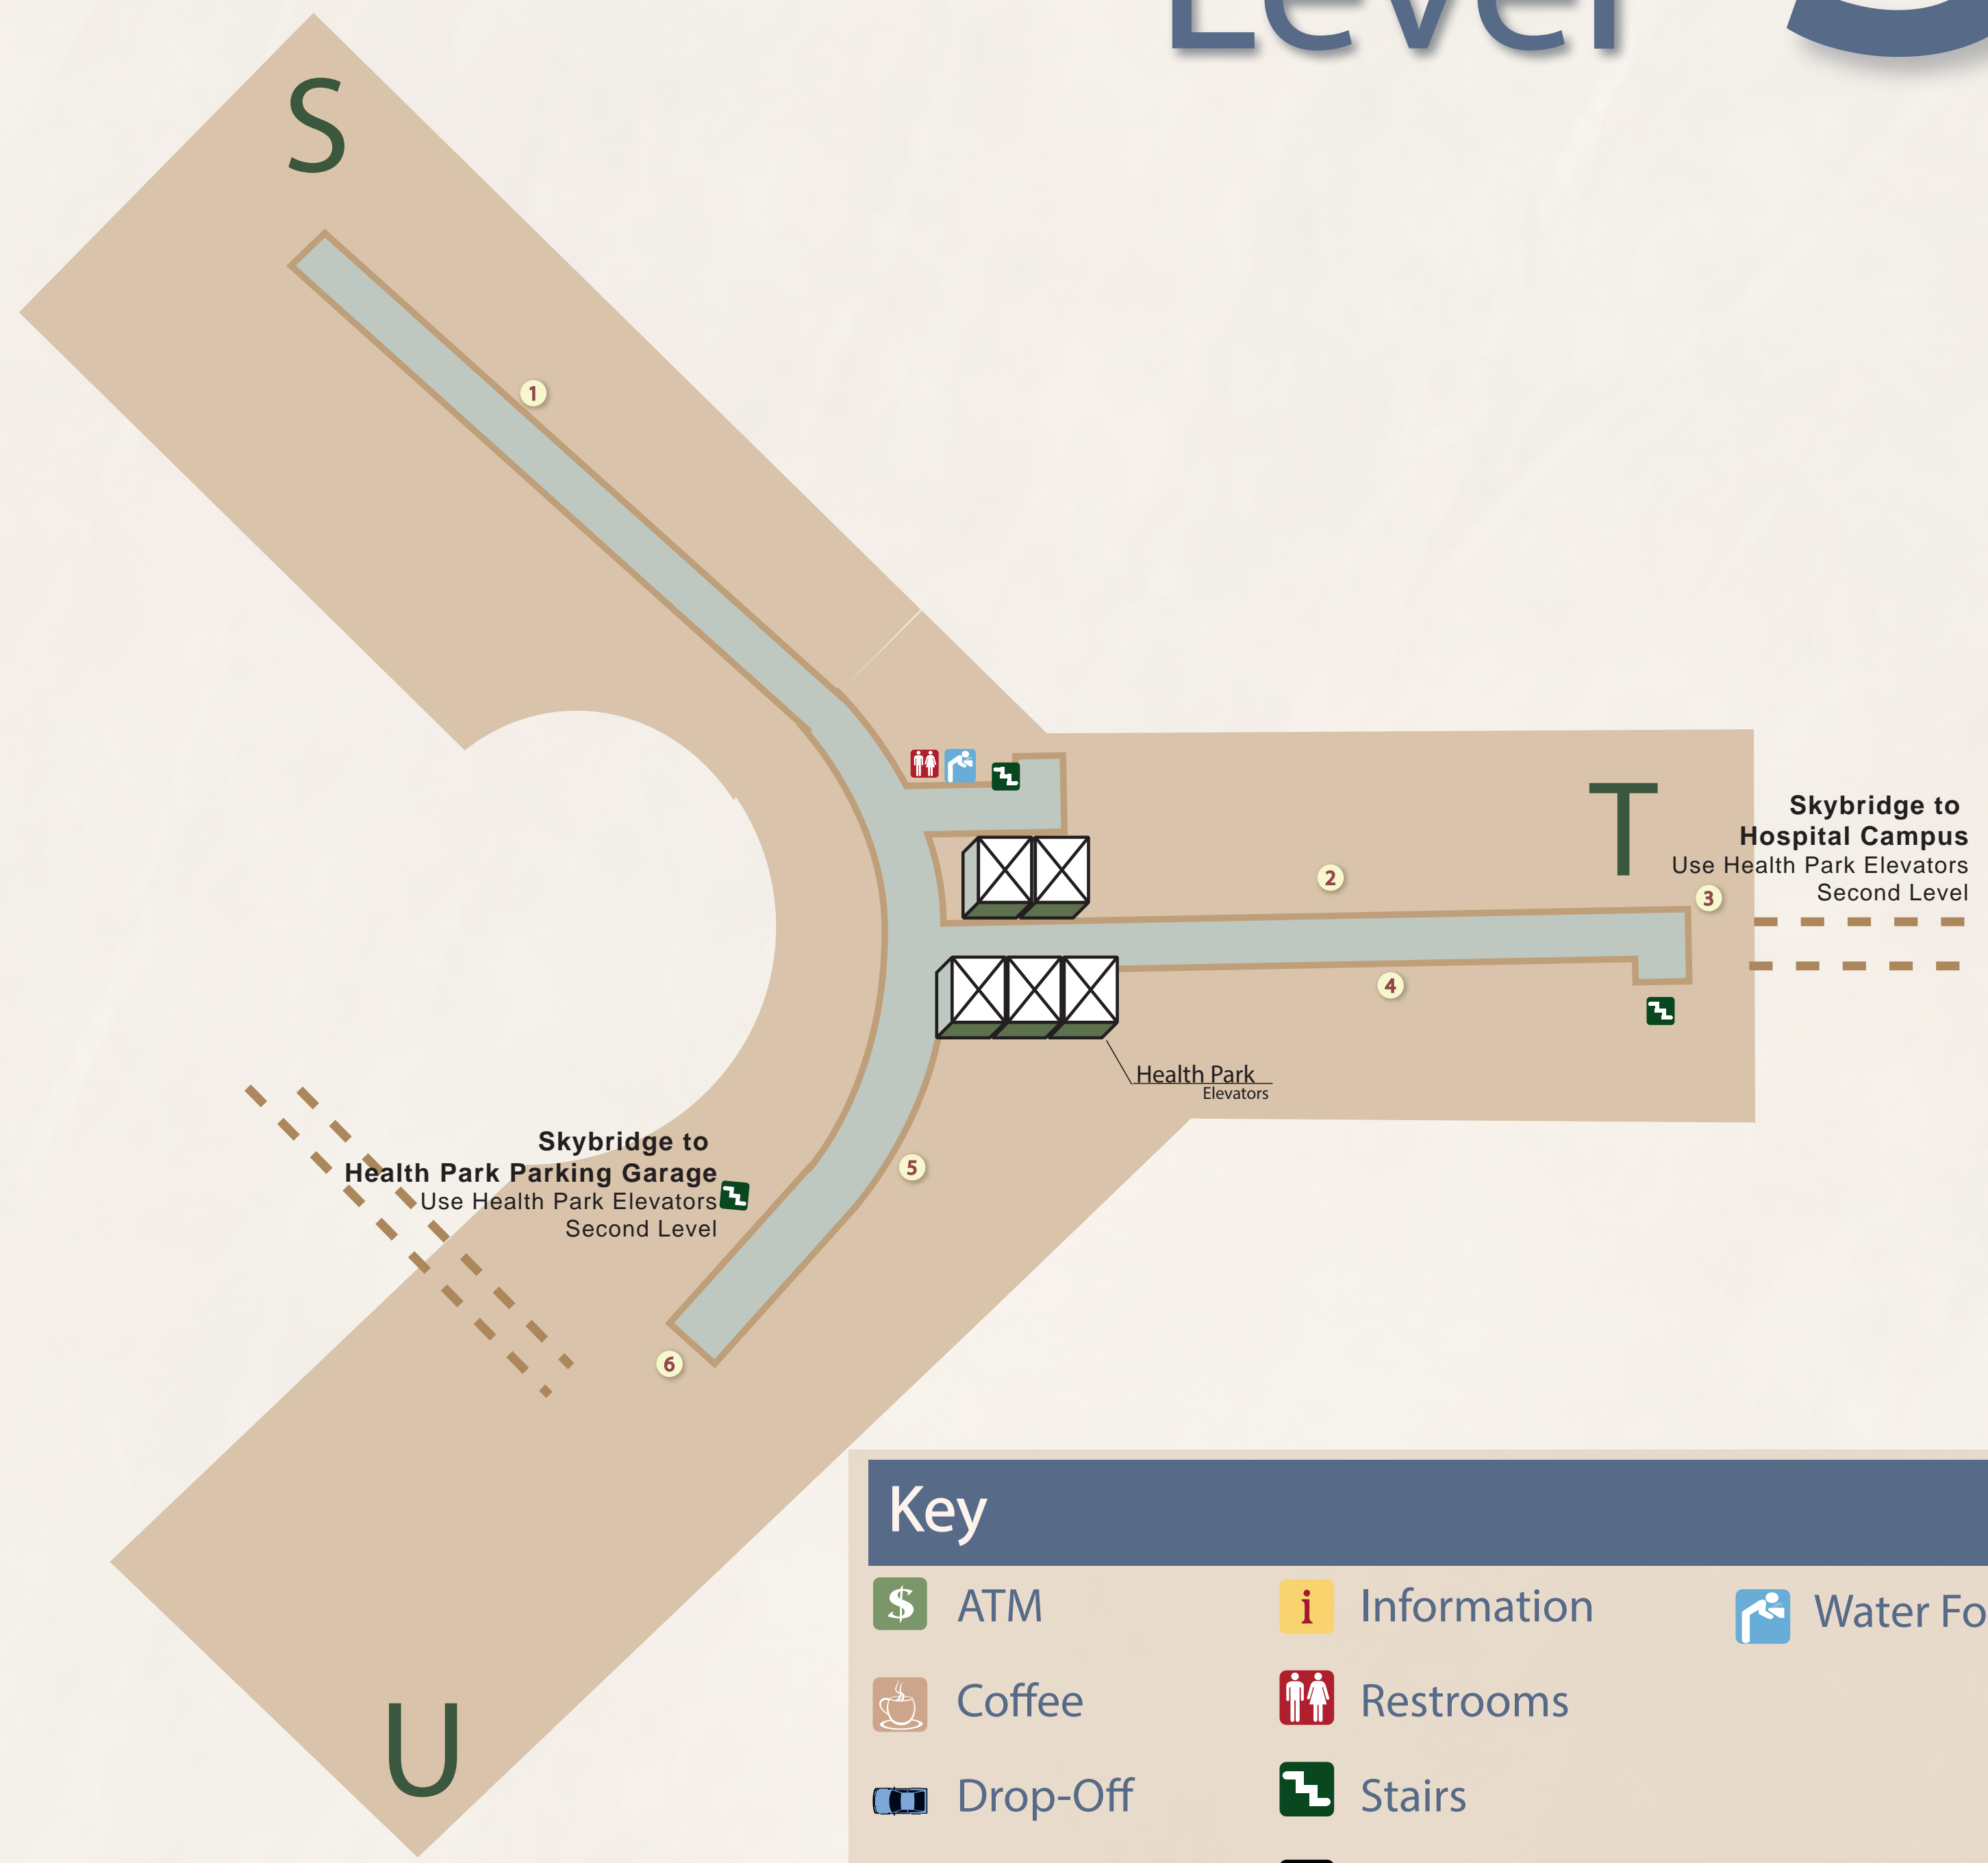 Level
S
1
2
T
Skybridge to
Hospital Campus
Use Health Park Elevators
Second Level
3
4
Health Park
Elevators
Skybridge to
Health Park Parking Garage
Use Health Park Elevators
Second Level
5
6
U
Key
$ ATM
i Information
Water Fo
Coffee
Restrooms
Drop-Off
Stairs